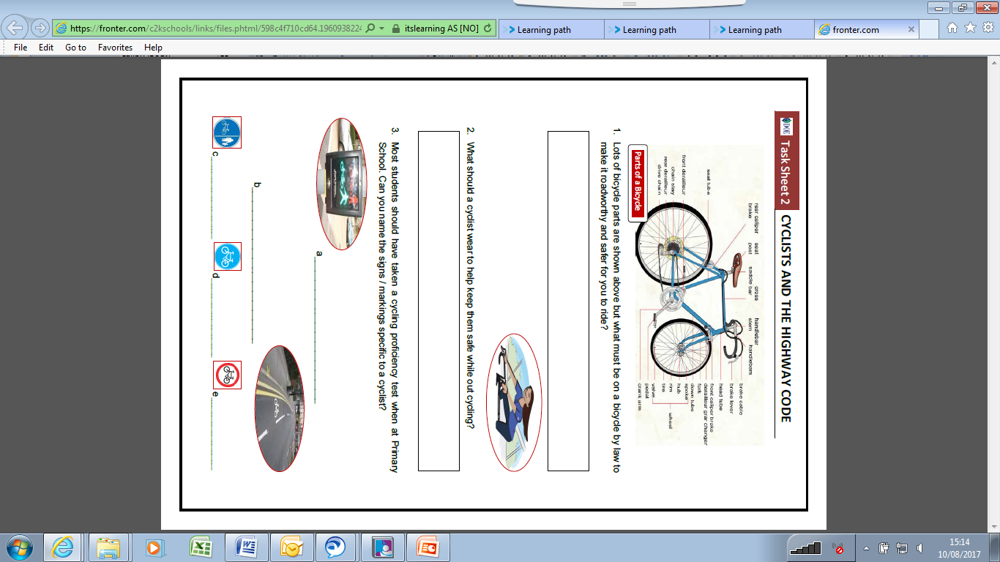 https://fronter.com/c2kschools/links/files.phtml/598c4f710cd64.1960938224
itslearning AS [NO]
Learning path
Learning path
Learning path
fronter.com
File Edit Go to Favorites Help
Task Sheet 2 CYCLISTS AND THE HIGHWAY CODE
rear caliper brake
seat post
saddle
cross bar
handlebar stem
handlebars
seat tube
front derailleur
chain stay
rear derailleur
drive chain
brake cable
brake lever
head tube
front caliper brake
derailleur gear changer
fork
down tube
spoke
hub
rim
tire
wheel
valve
pedal
crank arm
Parts of a Bicycle
1. Lots of bicycle parts are shown above but what must be on a bicycle by law to
make it roadworthy and safer for you to ride?
2. What should a cyclist wear to help keep them safe while out cycling?
3. Most students should have taken a cycling proficiency test when at Primary
School. Can you name the signs / markings specific to a cyclist?
a
b
c
d
e
15:14
10/08/2017